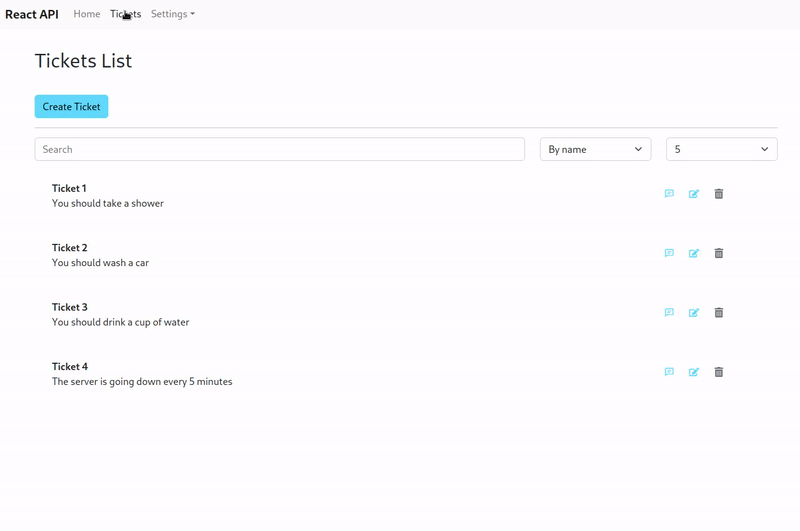 React API Home Tickets Settings
Tickets List
Create Ticket
Search By name 5
Ticket 1
You should take a shower
Ticket 2
You should wash a car
Ticket 3
You should drink a cup of water
Ticket 4
The server is going down every 5 minutes